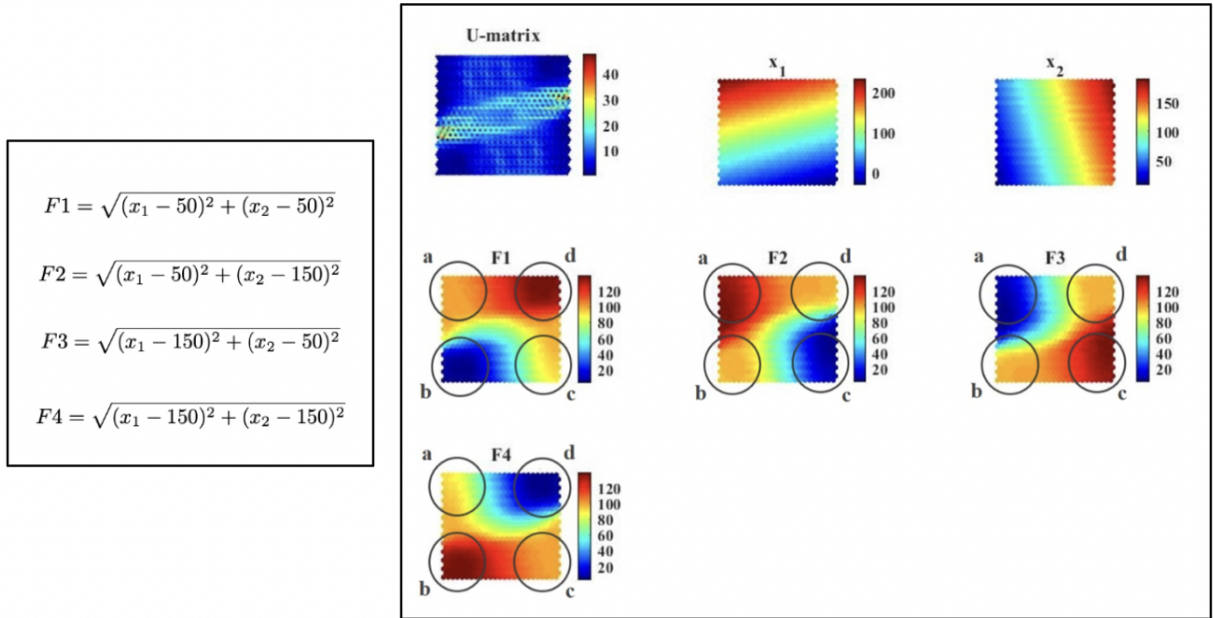 F1 = √(x₁ − 50)² + (x₂ − 50)²
F2 = √(x₁ − 50)² + (x₂ − 150)²
F3 = √(x₁ − 150)² + (x₂ − 50)²
F4 = √(x₁ − 150)² + (x₂ − 150)²
U-matrix
40
30
20
10
x₁
200
100
0
x₂
150
100
50
a F1 d
120
100
80
60
40
20
b c
a F2 d
120
100
80
60
40
20
b c
a F3 d
120
100
80
60
40
20
b c
a F4 d
120
100
80
60
40
20
b c